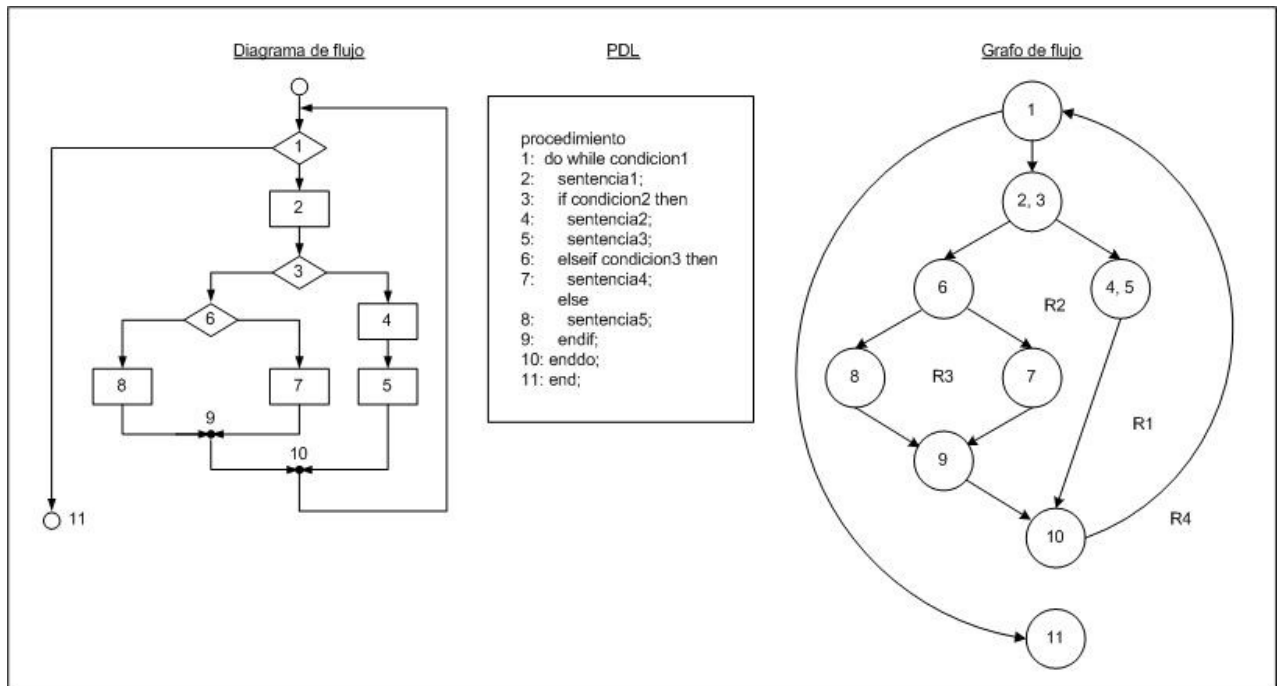 Diagrama de flujo
1
2
3
6
4
8
7
5
9
10
11
PDL
procedimiento
1: do while condicion1
2: sentencia1;
3: if condicion2 then
4: sentencia2;
5: sentencia3;
6: elseif condicion3 then
7: sentencia4;
else
8: sentencia5;
9: endif;
10: enddo;
11: end;
Grafo de flujo
1
2, 3
6
4, 5
R2
8
R3
7
R1
9
R4
10
11